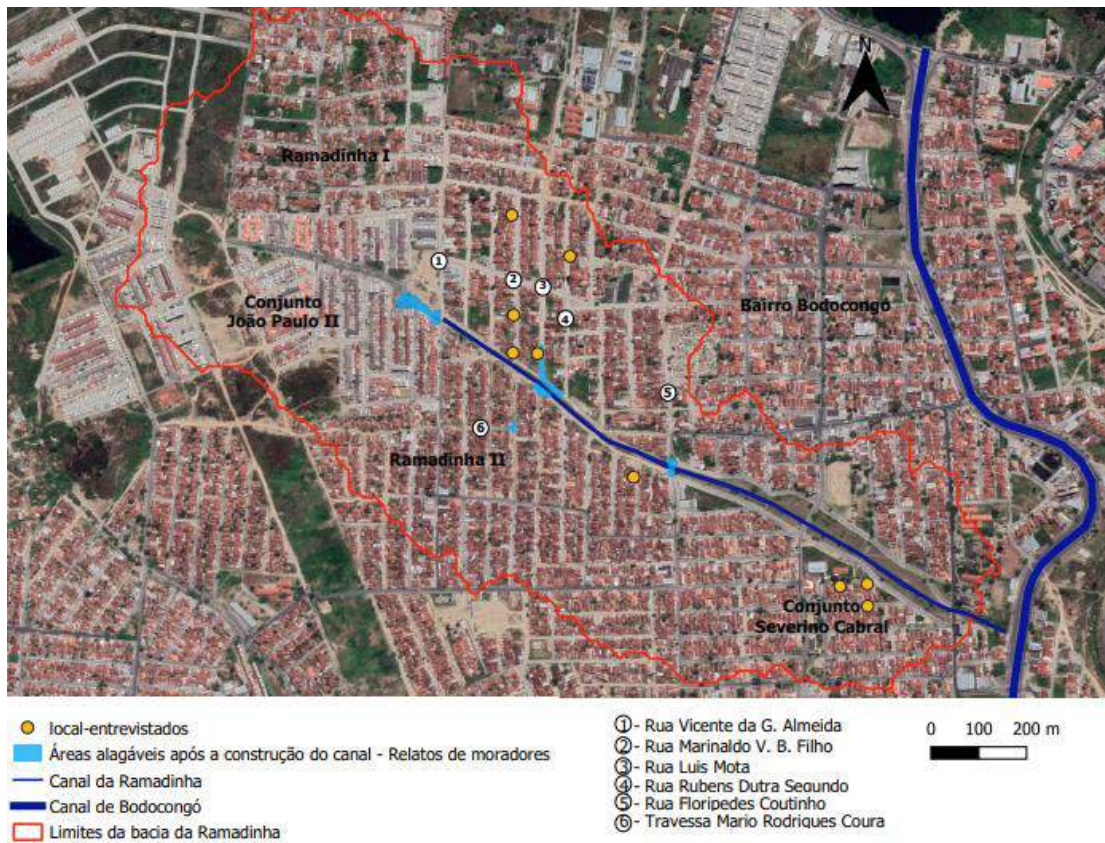 N
Ramadinha I
1
2
3
Conjunto
João Paulo II
Bairro Bodocongó
4
5
6
Ramadinha II
Conjunto
Severino Cabral
local-entrevistados
Áreas alagáveis após a construção do canal - Relatos de moradores
Canal da Ramadinha
Canal de Bodocongó
Limites da bacia da Ramadinha
1 - Rua Vicente da G. Almeida
2 - Rua Marinaldo V. B. Filho
3 - Rua Luis Mota
4 - Rua Rubens Dutra Segundo
5 - Rua Floripedes Coutinho
6 - Travessa Mario Rodrigues Coura
0 100 200 m